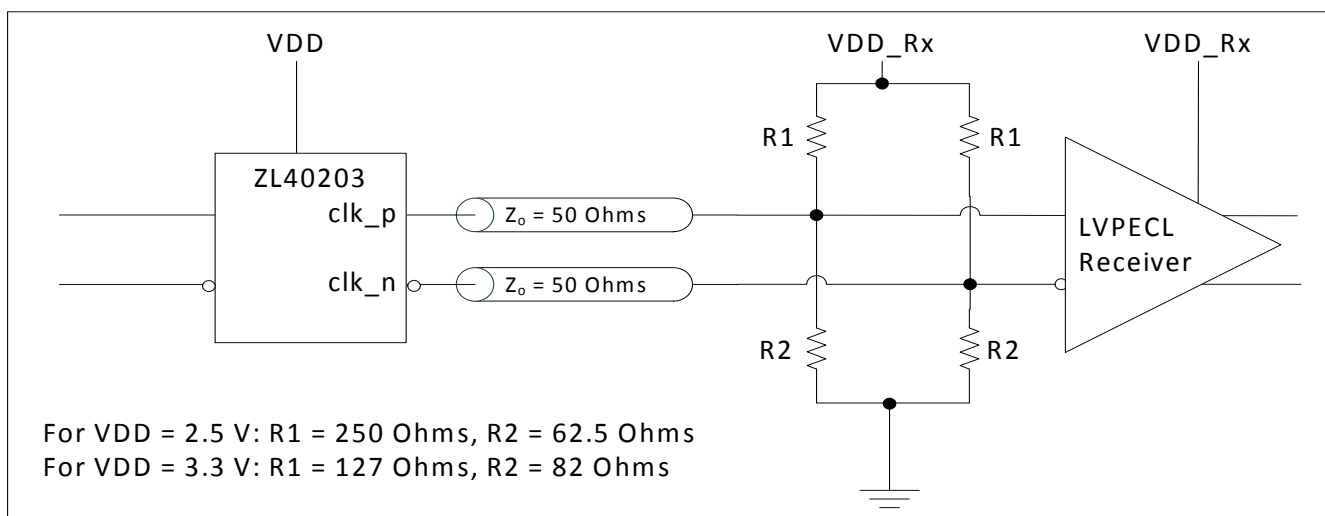 VDD
VDD_Rx
VDD_Rx
ZL40203
clk_p
clk_n
Zo = 50 Ohms
Zo = 50 Ohms
R1
R1
R2
R2
LVPECL
Receiver
For VDD = 2.5 V: R1 = 250 Ohms, R2 = 62.5 Ohms
For VDD = 3.3 V: R1 = 127 Ohms, R2 = 82 Ohms